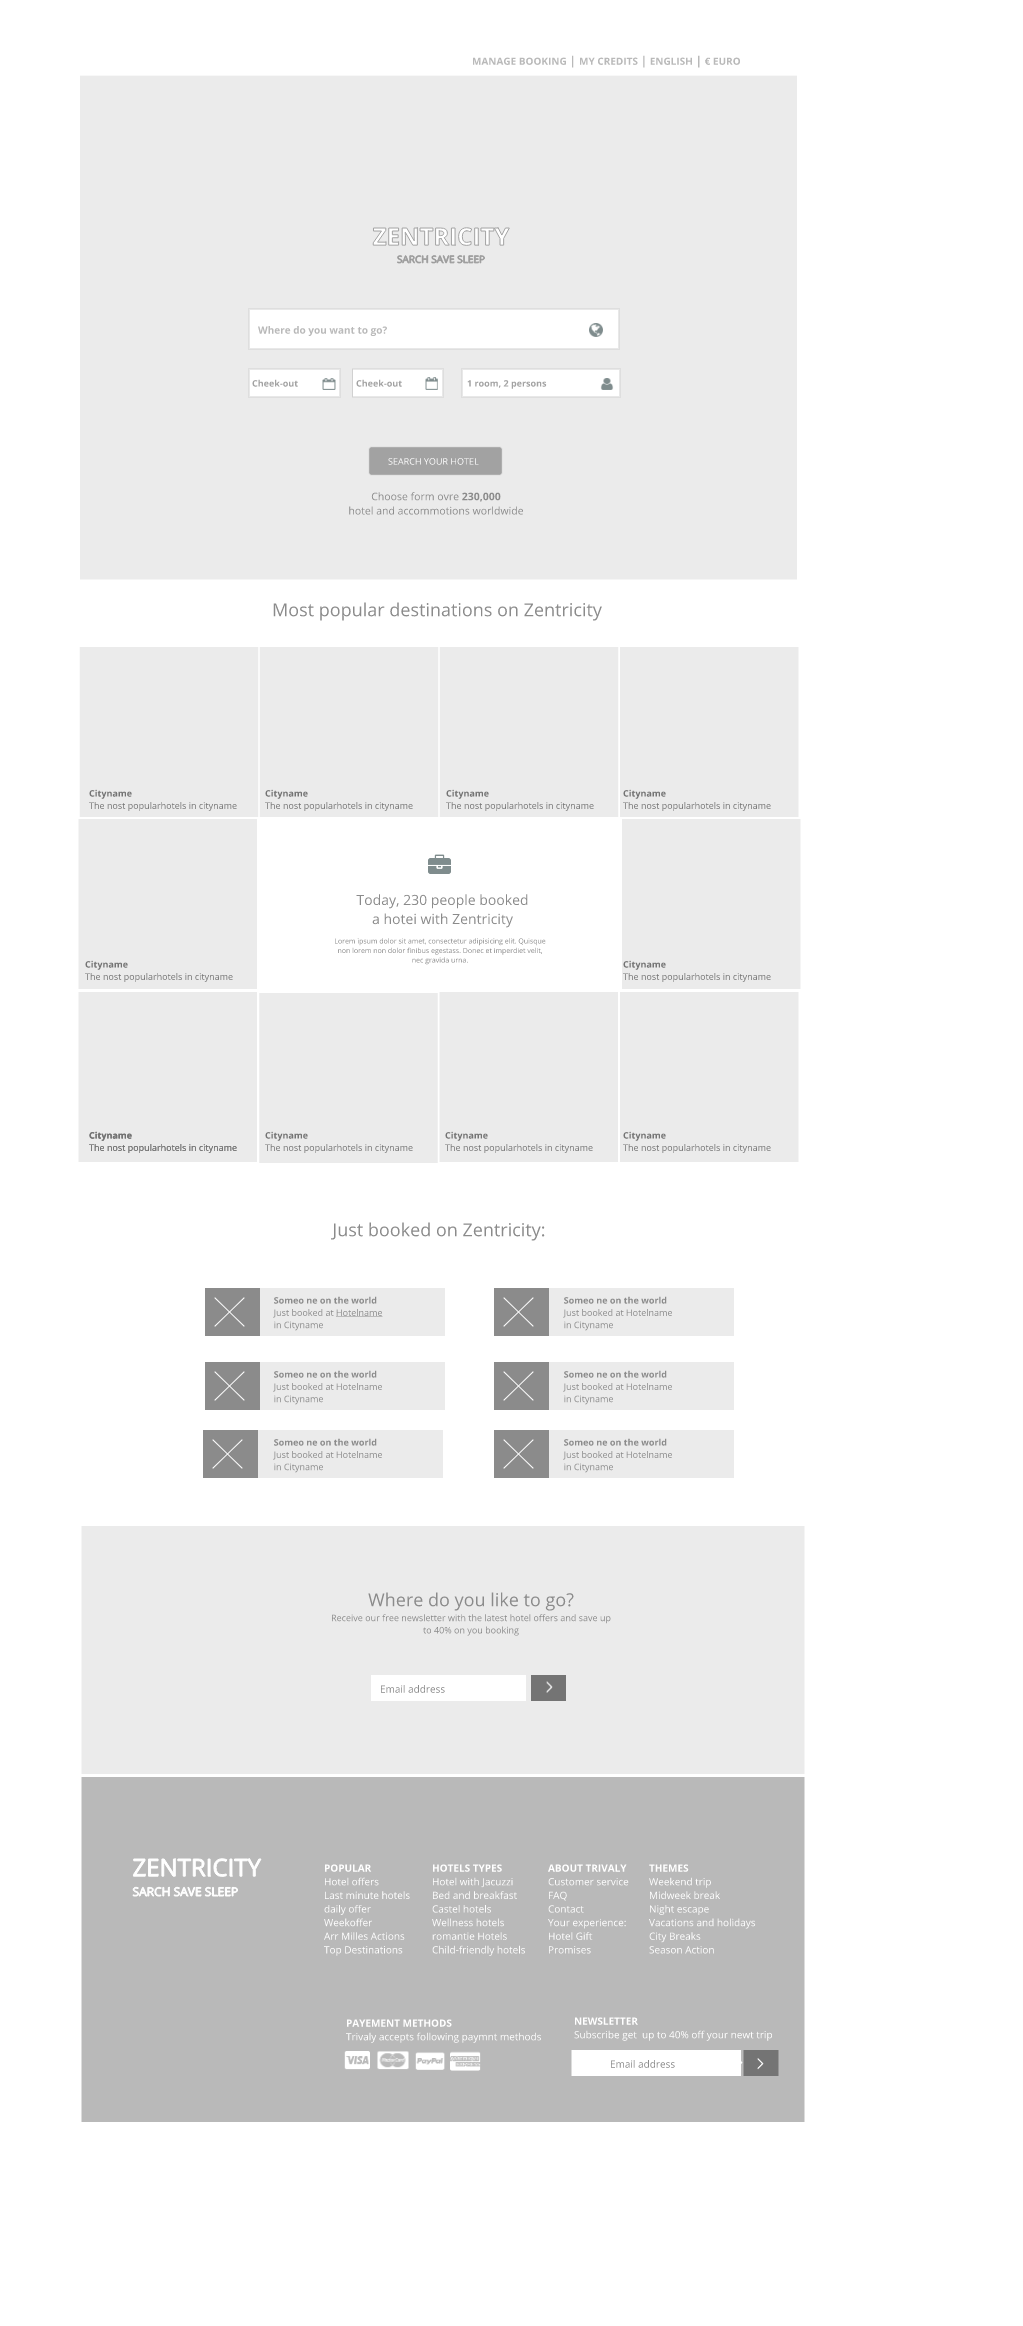 MANAGE BOOKING | MY CREDITS | ENGLISH | € EURO
ZENTRICITY
SARCH SAVE SLEEP
Where do you want to go?
Cheek-out
Cheek-out
1 room, 2 persons
SEARCH YOUR HOTEL
Choose form ovre 230,000
hotel and accommotions worldwide
Most popular destinations on Zentricity
Cityname
The nost popularhotels in cityname
Cityname
The nost popularhotels in cityname
Cityname
The nost popularhotels in cityname
Cityname
The nost popularhotels in cityname
Cityname
The nost popularhotels in cityname
Today, 230 people booked
a hotei with Zentricity
Lorem ipsum dolor sit amet, consectetur adipisicing elit. Quisque
non lorem non dolor finibus egestass. Donec et imperdiet velit,
nec gravida urna.
Cityname
The nost popularhotels in cityname
Cityname
The nost popularhotels in cityname
Cityname
The nost popularhotels in cityname
Cityname
The nost popularhotels in cityname
Cityname
The nost popularhotels in cityname
Just booked on Zentricity:
Someo ne on the world
Just booked at Hotelname
in Cityname
Someo ne on the world
Just booked at Hotelname
in Cityname
Someo ne on the world
Just booked at Hotelname
in Cityname
Someo ne on the world
Just booked at Hotelname
in Cityname
Someo ne on the world
Just booked at Hotelname
in Cityname
Someo ne on the world
Just booked at Hotelname
in Cityname
Where do you like to go?
Receive our free newsletter with the latest hotel offers and save up
to 40% on you booking
Email address
ZENTRICITY
SARCH SAVE SLEEP
POPULAR
Hotel offers
Last minute hotels
daily offer
Weekoffer
Arr Milles Actions
Top Destinations
HOTELS TYPES
Hotel with Jacuzzi
Bed and breakfast
Castel hotels
Wellness hotels
romantie Hotels
Child-friendly hotels
ABOUT TRIVALY
Customer service
FAQ
Contact
Your experience:
Hotel Gift
Promises
THEMES
Weekend trip
Midweek break
Night escape
Vacations and holidays
City Breaks
Season Action
PAYEMENT METHODS
Trivaly accepts following paymnt methods
VISA
MasterCard
PayPal
AMERICAN EXPRESS
NEWSLETTER
Subscribe get up to 40% off your newt trip
Email address